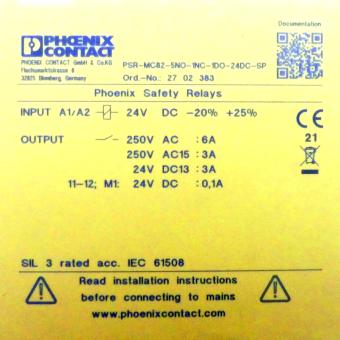 Documentation
PHOENIX
CONTACT
PHOENIX CONTACT GmbH & Co.KG
Flachsmarktstrasse 8
32825 Blomberg, Germany
PSR-MC82-5NO-1NC-1DO-24DC-SP
Ord.-No.: 27 02 383
Phoenix Safety Relays
INPUT A1/A2 24V DC -20% +25%
OUTPUT 250V AC : 6A
250V AC15 : 3A
24V DC13 : 3A
11-12; M1: 24V DC : 0,1A
CE
21
SIL 3 rated acc. IEC 61508
Read installation instructions
before connecting to mains
www.phoenixcontact.com